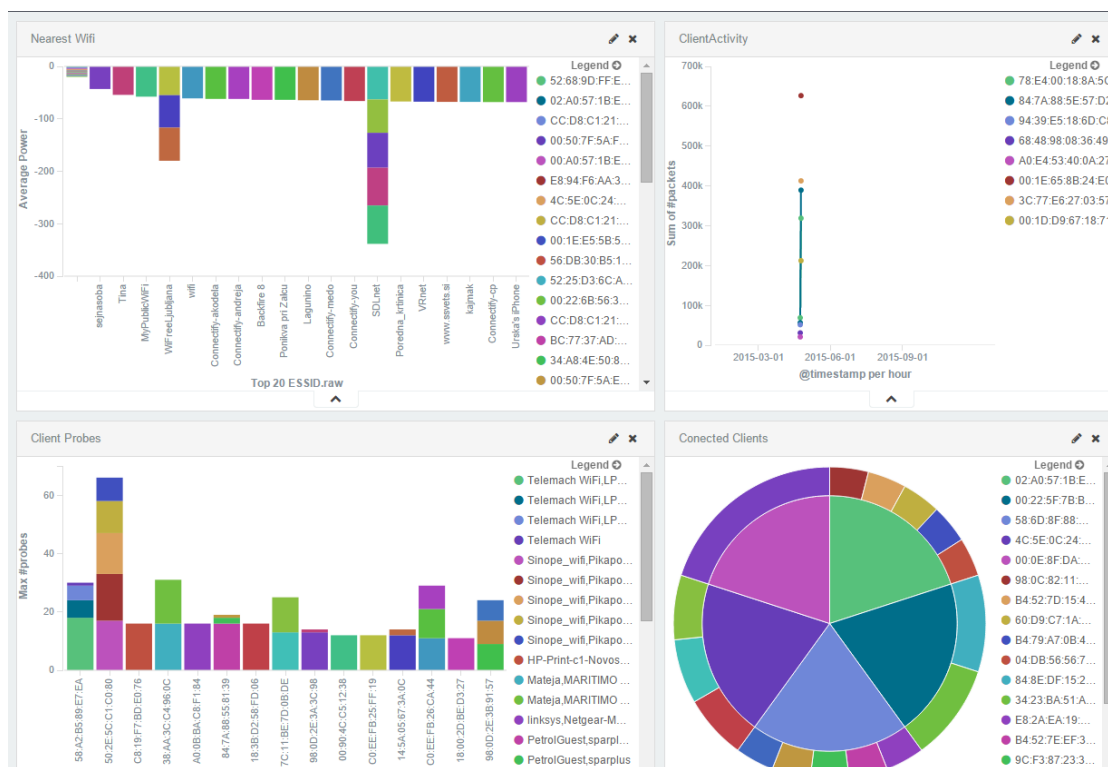 Nearest Wifi
Legend
0
-100
-200
-300
-400
Average Power
sejnasoba
Tina
MyPublicWiFi
WiFreeLjubljana
wifi
Connectify-akodela
Connectify-andreja
Backfire 8
Ponikva pri Zalcu
Lagunino
Connectify-medo
Connectify-you
SDLnet
Poredna_krtinica
VRnet
www.ssvets.si
kajmak
Connectify-cp
Urska's iPhone
Top 20 ESSID.raw
52:68:9D:FF:E...
02:A0:57:1B:E...
CC:D8:C1:21:...
00:50:7F:5A:F...
00:A0:57:1B:E...
E8:94:F6:AA:3...
4C:5E:0C:24:...
CC:D8:C1:21:...
00:1E:E5:5B:5...
56:DB:30:B5:1...
52:25:D3:6C:A...
00:22:6B:56:3...
CC:D8:C1:21:...
BC:77:37:AD:...
34:A8:4E:50:8...
00:50:7F:5A:E...
ClientActivity
Legend
700k
600k
500k
400k
300k
200k
100k
0
Sum of #packets
2015-03-01
2015-06-01
2015-09-01
@timestamp per hour
78:E4:00:18:8A:5C
84:7A:88:5E:57:D2
94:39:E5:18:6D:C8
68:48:98:08:36:49
A0:E4:53:40:0A:27
00:1E:65:8B:24:E0
3C:77:E6:27:03:57
00:1D:D9:67:18:7
Client Probes
Legend
60
40
20
0
Max #probes
58:A2:B5:89:E7:EA
50:2E:5C:C1:C0:80
C8:19:F7:BD:E0:76
38:AA:3C:C4:96:0C
A0:0B:BA:C8:F1:84
84:7A:88:55:81:39
18:3B:D2:58:FD:06
7C:11:BE:7D:0B:DE
98:0D:2E:3A:3C:98
00:90:4C:C5:12:38
C0:EE:FB:25:FF:19
14:5A:05:67:3A:0C
C0:EE:FB:26:CA:44
18:00:2D:BE:D3:27
98:0D:2E:3B:91:57
Telemach WiFi,LP...
Telemach WiFi,LP...
Telemach WiFi,LP...
Telemach WiFi
Sinope_wifi,Pikapo...
Sinope_wifi,Pikapo...
Sinope_wifi,Pikapo...
Sinope_wifi,Pikapo...
Sinope_wifi,Pikapo...
HP-Print-c1-Novos...
Mateja,MARITIMO ...
Mateja,MARITIMO ...
linksys,Netgear-M...
PetrolGuest,sparpl...
PetrolGuest,sparplus
Conected Clients
Legend
02:A0:57:1B:E...
00:22:5F:7B:B...
58:6D:8F:88:...
4C:5E:0C:24:...
00:0E:8F:DA:...
98:0C:82:11:...
B4:52:7D:15:4...
60:D9:C7:1A:...
B4:79:A7:0B:4...
04:DB:56:56:7...
84:8E:DF:15:2...
34:23:BA:51:A...
E8:2A:EA:19:...
B4:52:7E:EF:3...
9C:F3:87:23:3...